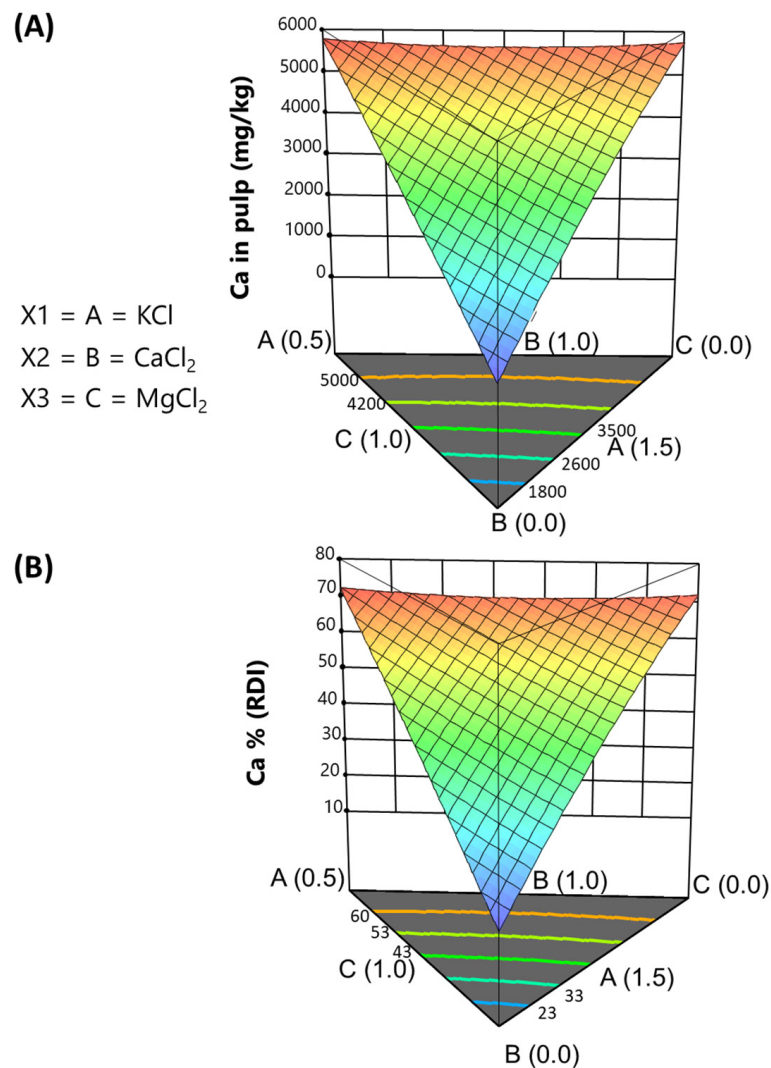 (A)
Ca in pulp (mg/kg)
6000
5000
4000
3000
2000
1000
0
X1 = A = KCl
X2 = B = CaCl₂
X3 = C = MgCl₂
A (0.5)
B (1.0)
C (0.0)
5000
4200
3500
C (1.0)
A (1.5)
2600
1800
B (0.0)
(B)
Ca % (RDI)
80
70
60
50
40
30
20
10
A (0.5)
B (1.0)
C (0.0)
60
53
43
C (1.0)
A (1.5)
33
23
B (0.0)